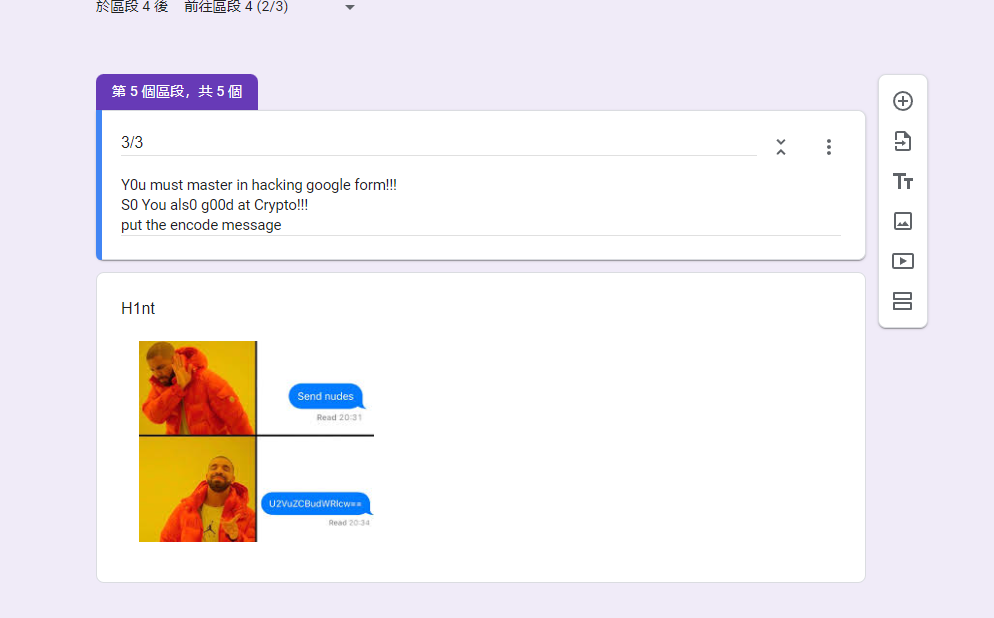 於區段 4 後 前往區段 4 (2/3)
第 5 個區段，共 5 個
3/3
Y0u must master in hacking google form!!!
S0 You als0 g00d at Crypto!!!
put the encode message
H1nt
Send nudes
Read 20:31
U2VuZCBudWRlcw==
Read 20:34
Tт